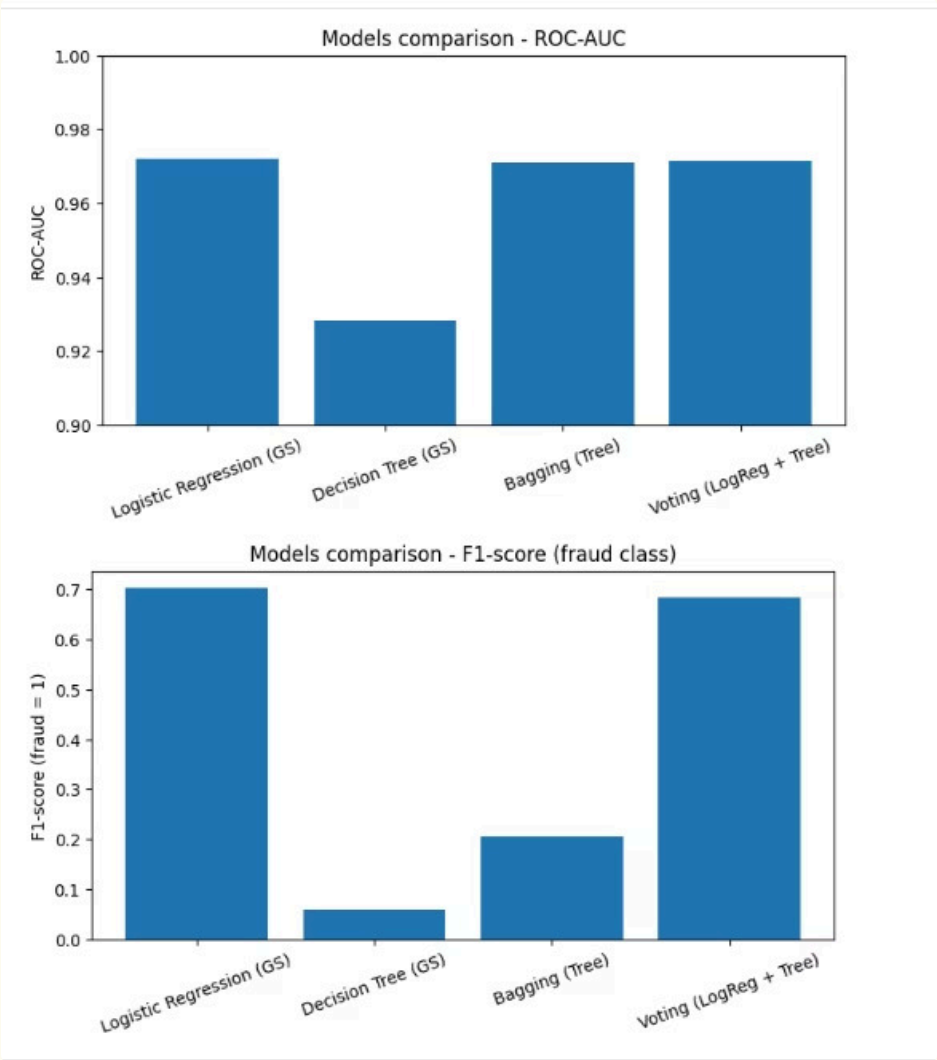 Models comparison - ROC-AUC
1.00
0.98
0.96
0.94
0.92
0.90
ROC-AUC
Logistic Regression (GS)
Decision Tree (GS)
Bagging (Tree)
Voting (LogReg + Tree)
Models comparison - F1-score (fraud class)
0.7
0.6
0.5
0.4
0.3
0.2
0.1
0.0
F1-score (fraud = 1)
Logistic Regression (GS)
Decision Tree (GS)
Bagging (Tree)
Voting (LogReg + Tree)